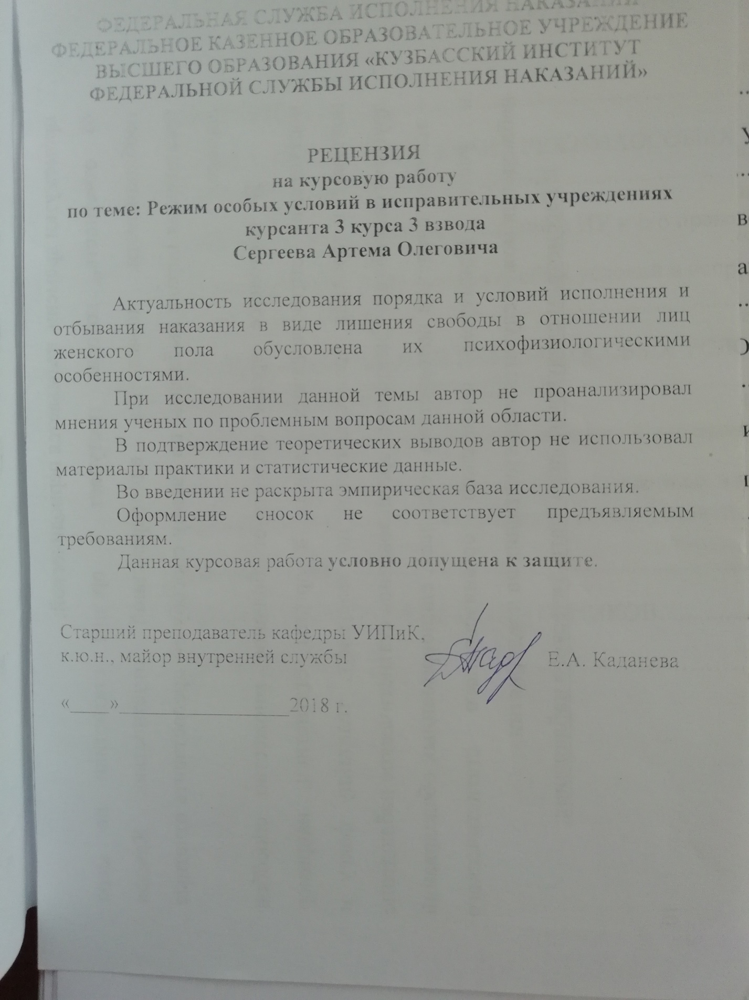 ФЕДЕРАЛЬНАЯ СЛУЖБА ИСПОЛНЕНИЯ НАКАЗАНИЙ
ФЕДЕРАЛЬНОЕ КАЗЕННОЕ ОБРАЗОВАТЕЛЬНОЕ УЧРЕЖДЕНИЕ
ВЫСШЕГО ОБРАЗОВАНИЯ «КУЗБАССКИЙ ИНСТИТУТ
ФЕДЕРАЛЬНОЙ СЛУЖБЫ ИСПОЛНЕНИЯ НАКАЗАНИЙ»
РЕЦЕНЗИЯ
на курсовую работу
по теме: Режим особых условий в исправительных учреждениях
курсанта 3 курса 3 взвода
Сергеева Артема Олеговича
Актуальность исследования порядка и условий исполнения и
отбывания наказания в виде лишения свободы в отношении лиц
женского пола обусловлена их психофизиологическими
особенностями.
При исследовании данной темы автор не проанализировал
мнения ученых по проблемным вопросам данной области.
В подтверждение теоретических выводов автор не использовал
материалы практики и статистические данные.
Во введении не раскрыта эмпирическая база исследования.
Оформление сносок не соответствует предъявляемым
требованиям.
Данная курсовая работа условно допущена к защите.
Старший преподаватель кафедры УИПиК,
к.ю.н., майор внутренней службы Е.А. Каданева
«____»_________________2018 г.